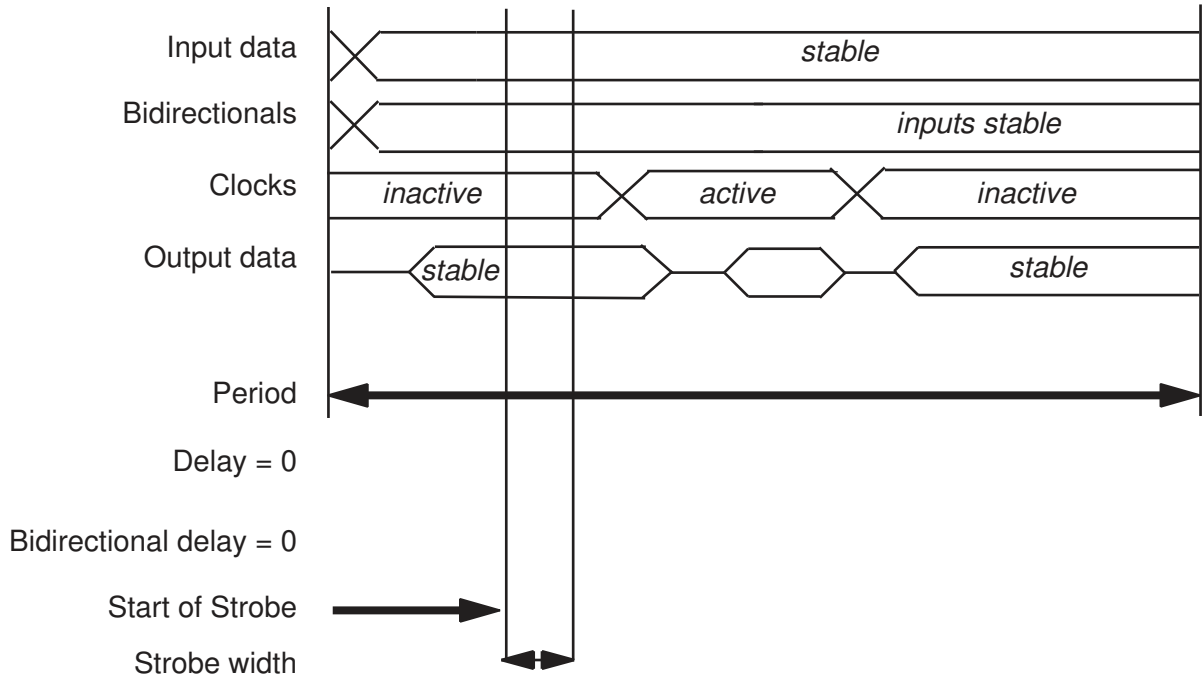 Input data stable
Bidirectionals inputs stable
Clocks inactive active inactive
Output data stable stable
Period
Delay = 0
Bidirectional delay = 0
Start of Strobe
Strobe width